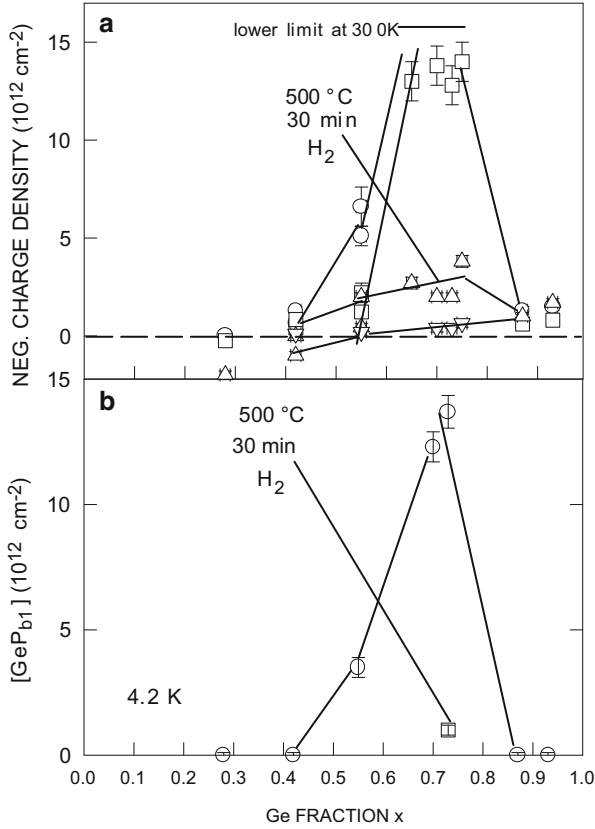 a
lower limit at 30 0K
15
10
5
0
15
500 °C
30 min
H2
NEG. CHARGE DENSITY (10^12 cm^-2)
b
500 °C
30 min
H2
10
5
0
4.2 K
[GePb1] (10^12 cm^-2)
0.0 0.1 0.2 0.3 0.4 0.5 0.6 0.7 0.8 0.9 1.0
Ge FRACTION x